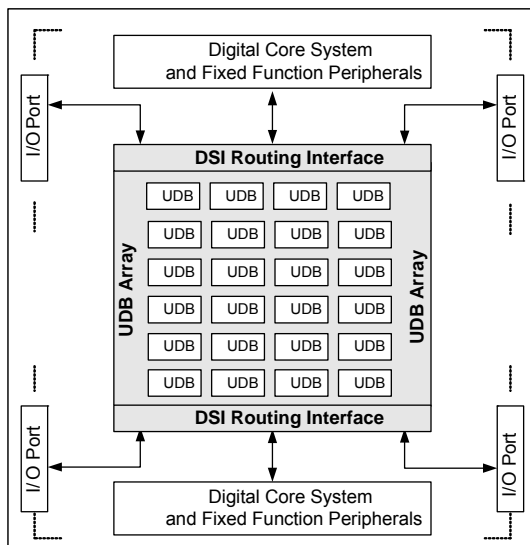 Digital Core System
and Fixed Function Peripherals
I/O Port
I/O Port
DSI Routing Interface
UDB Array
UDB Array
UDB UDB UDB UDB
UDB UDB UDB UDB
UDB UDB UDB UDB
UDB UDB UDB UDB
UDB UDB UDB UDB
UDB UDB UDB UDB
DSI Routing Interface
I/O Port
I/O Port
Digital Core System
and Fixed Function Peripherals